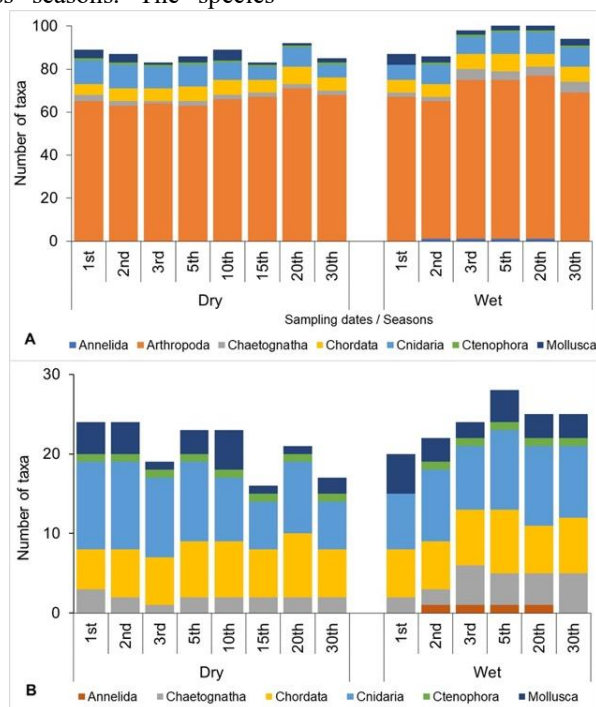 ss seasons. The species
100
80
60
40
20
0
Number of taxa
1st 2nd 3rd 5th 10th 15th 20th 30th 1st 2nd 3rd 5th 20th 30th
Dry Wet
Sampling dates / Seasons
A
Annelida Arthropoda Chaetognatha Chordata Cnidaria Ctenophora Mollusca
30
20
10
0
Number of taxa
1st 2nd 3rd 5th 10th 15th 20th 30th 1st 2nd 3rd 5th 20th 30th
Dry Wet
B
Annelida Chaetognatha Chordata Cnidaria Ctenophora Mollusca